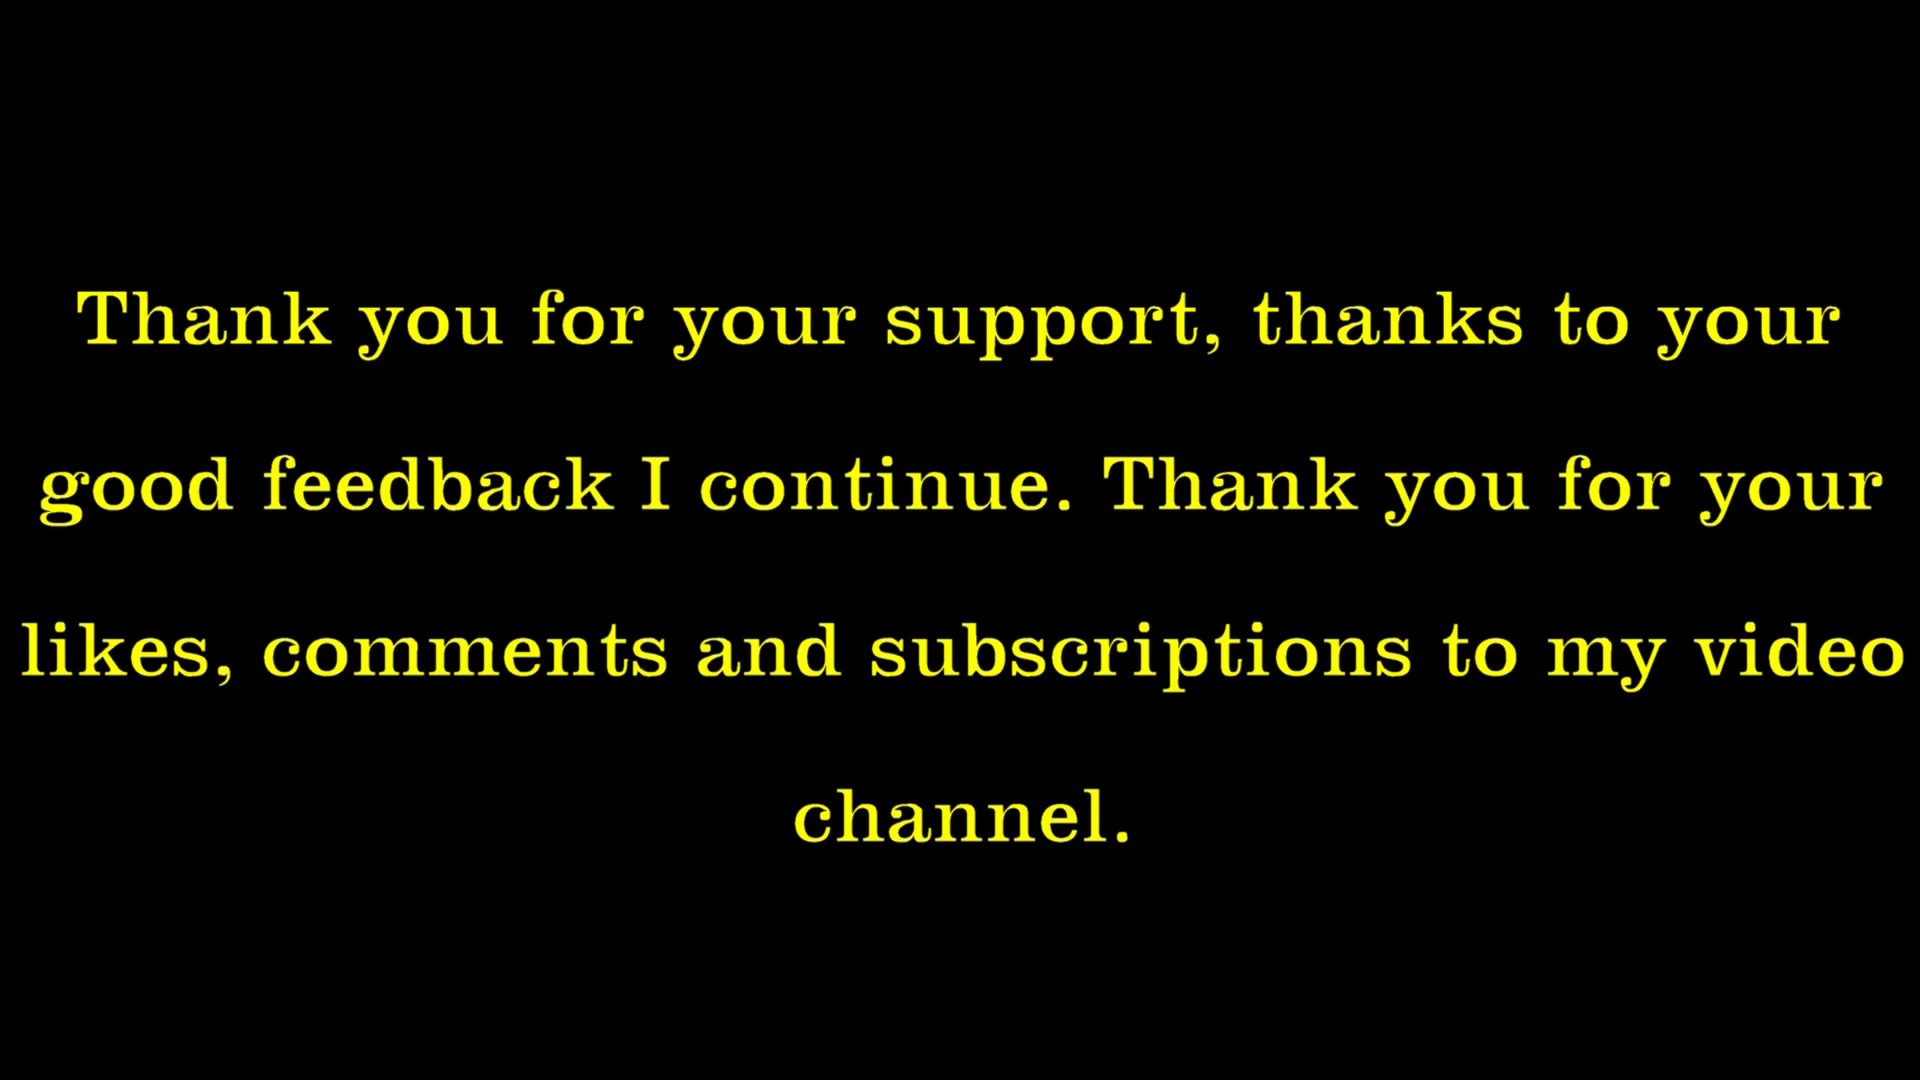 Thank you for your support, thanks to your
good feedback I continue. Thank you for your
likes, comments and subscriptions to my video
channel.